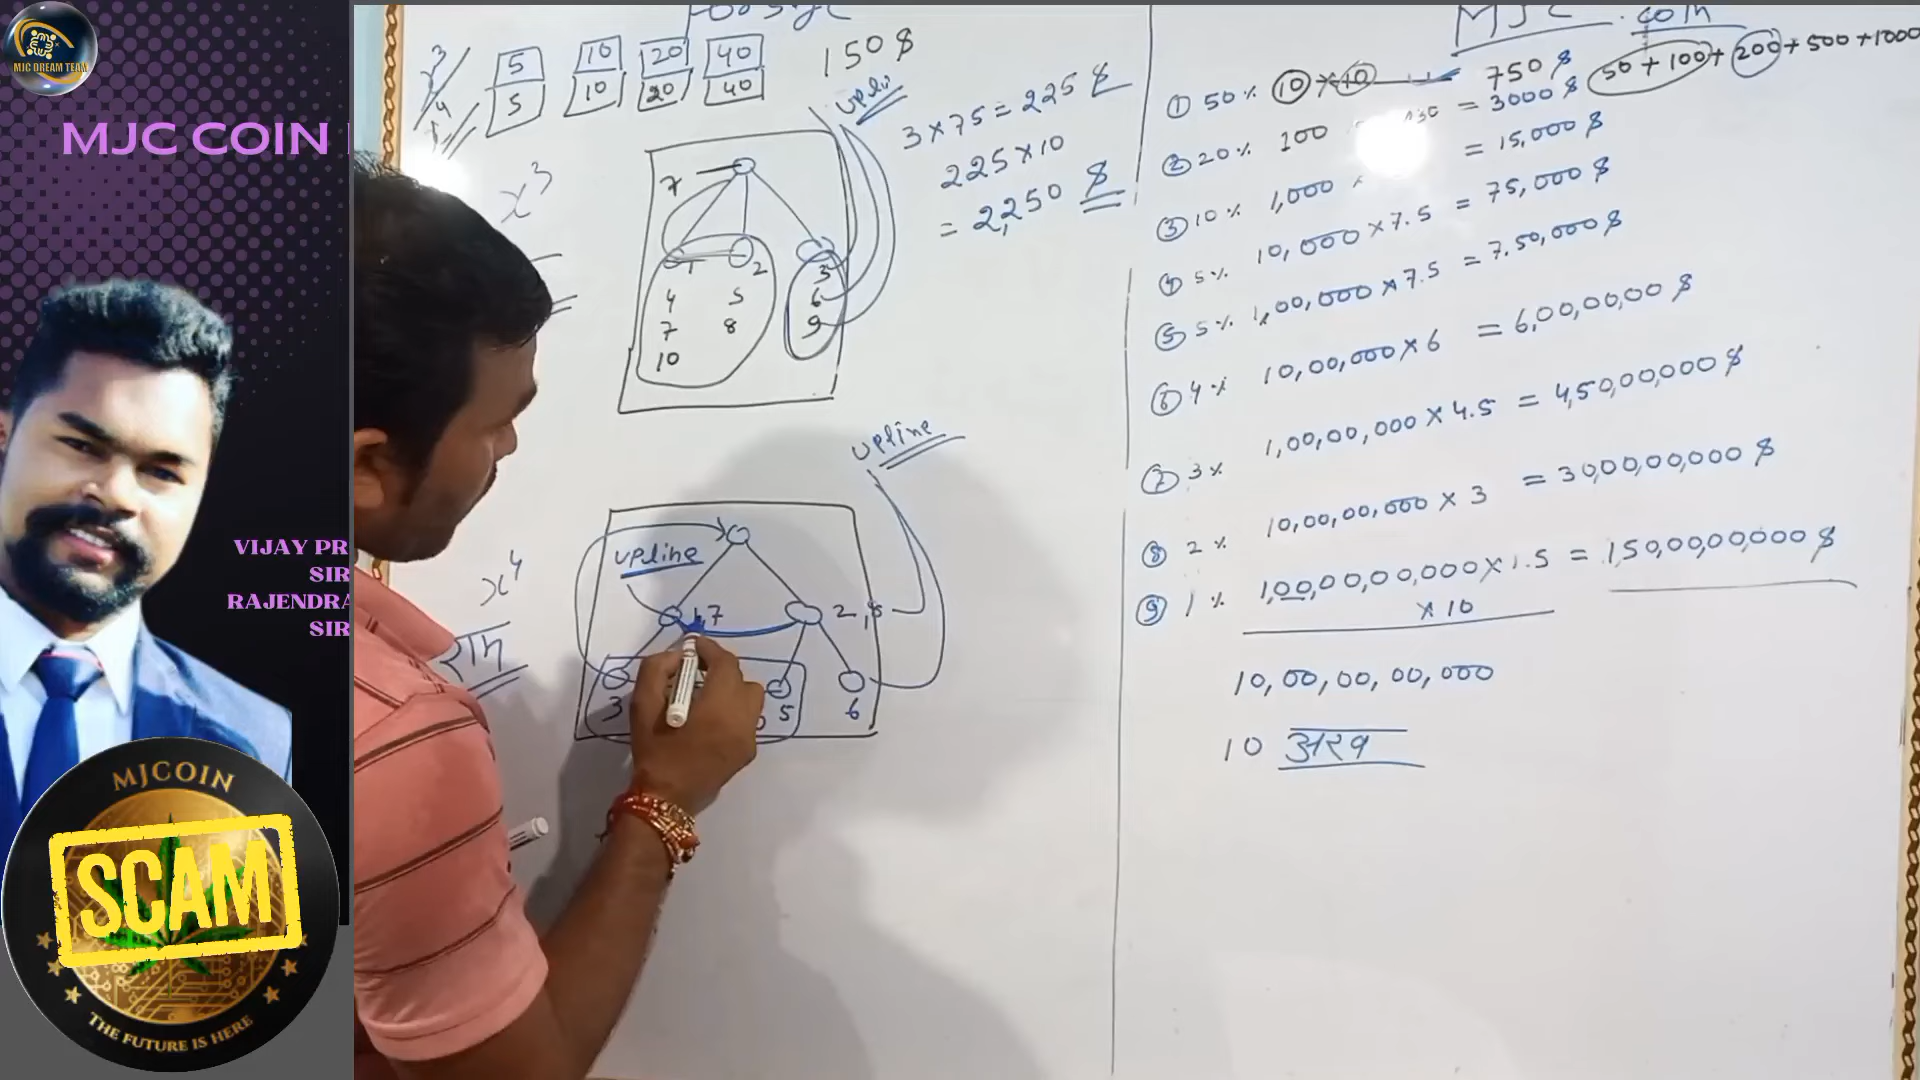 MJC DREAM TEAM
MJC COIN
VIJAY PR
SIR
RAJENDRA
SIR
MJCOIN
SCAM
THE FUTURE IS HERE
x3
5 10 20 40
x4
5 10 20 40
150 $
upli
3×75=225 $
225×10
= 2,250 $
x³
7
1 2 3
4 5 6
7 8 9
10
upline
x⁴
upline
,7 2,8
3 5 6
MJC coin
① 50% 10×10 750 $ 50+100+200+500+1000
② 20% 100 = 3000 $
③ 10% 1,000 × = 15,000 $
④ 5% 10,000×7.5 = 75,000 $
⑤ 5% 1,00,000×7.5 = 7.50,000 $
⑥ 4% 10,00,000×6 = 6,00,00,00 $
⑦ 3% 1,00,00,000×4.5 = 4,50,00,000 $
⑧ 2% 10,00,00,000×3 = 30,00,00,000 $
⑨ 1% 1,00,00,00,000×1.5 = 150,00,00,000 $
×10
10,00,00,00,000
10 अरब